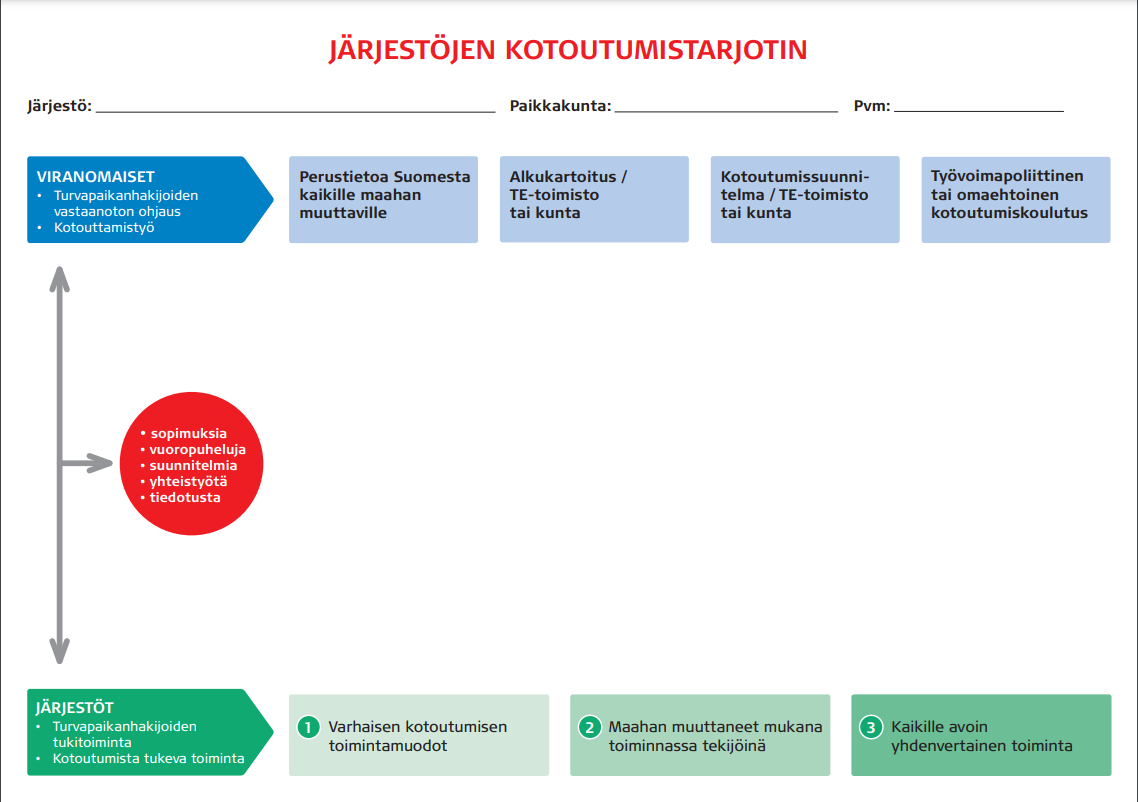 JÄRJESTÖJEN KOTOUTUMISTARJOTIN
Järjestö: Paikkakunta: Pvm:
VIRANOMAISET
• Turvapaikanhakijoiden
vastaanoton ohjaus
• Kotouttamistyö
Perustietoa Suomesta
kaikille maahan
muuttaville
Alkukartoitus /
TE-toimisto
tai kunta
Kotoutumissuunni-
telma / TE-toimisto
tai kunta
Työvoimapoliittinen
tai omaehtoinen
kotoutumiskoulutus
• sopimuksia
• vuoropuheluja
• suunnitelmia
• yhteistyötä
• tiedotusta
JÄRJESTÖT
• Turvapaikanhakijoiden
tukitoiminta
• Kotoutumista tukeva toiminta
1 Varhaisen kotoutumisen
toimintamuodot
2 Maahan muuttaneet mukana
toiminnassa tekijöinä
3 Kaikille avoin
yhdenvertainen toiminta